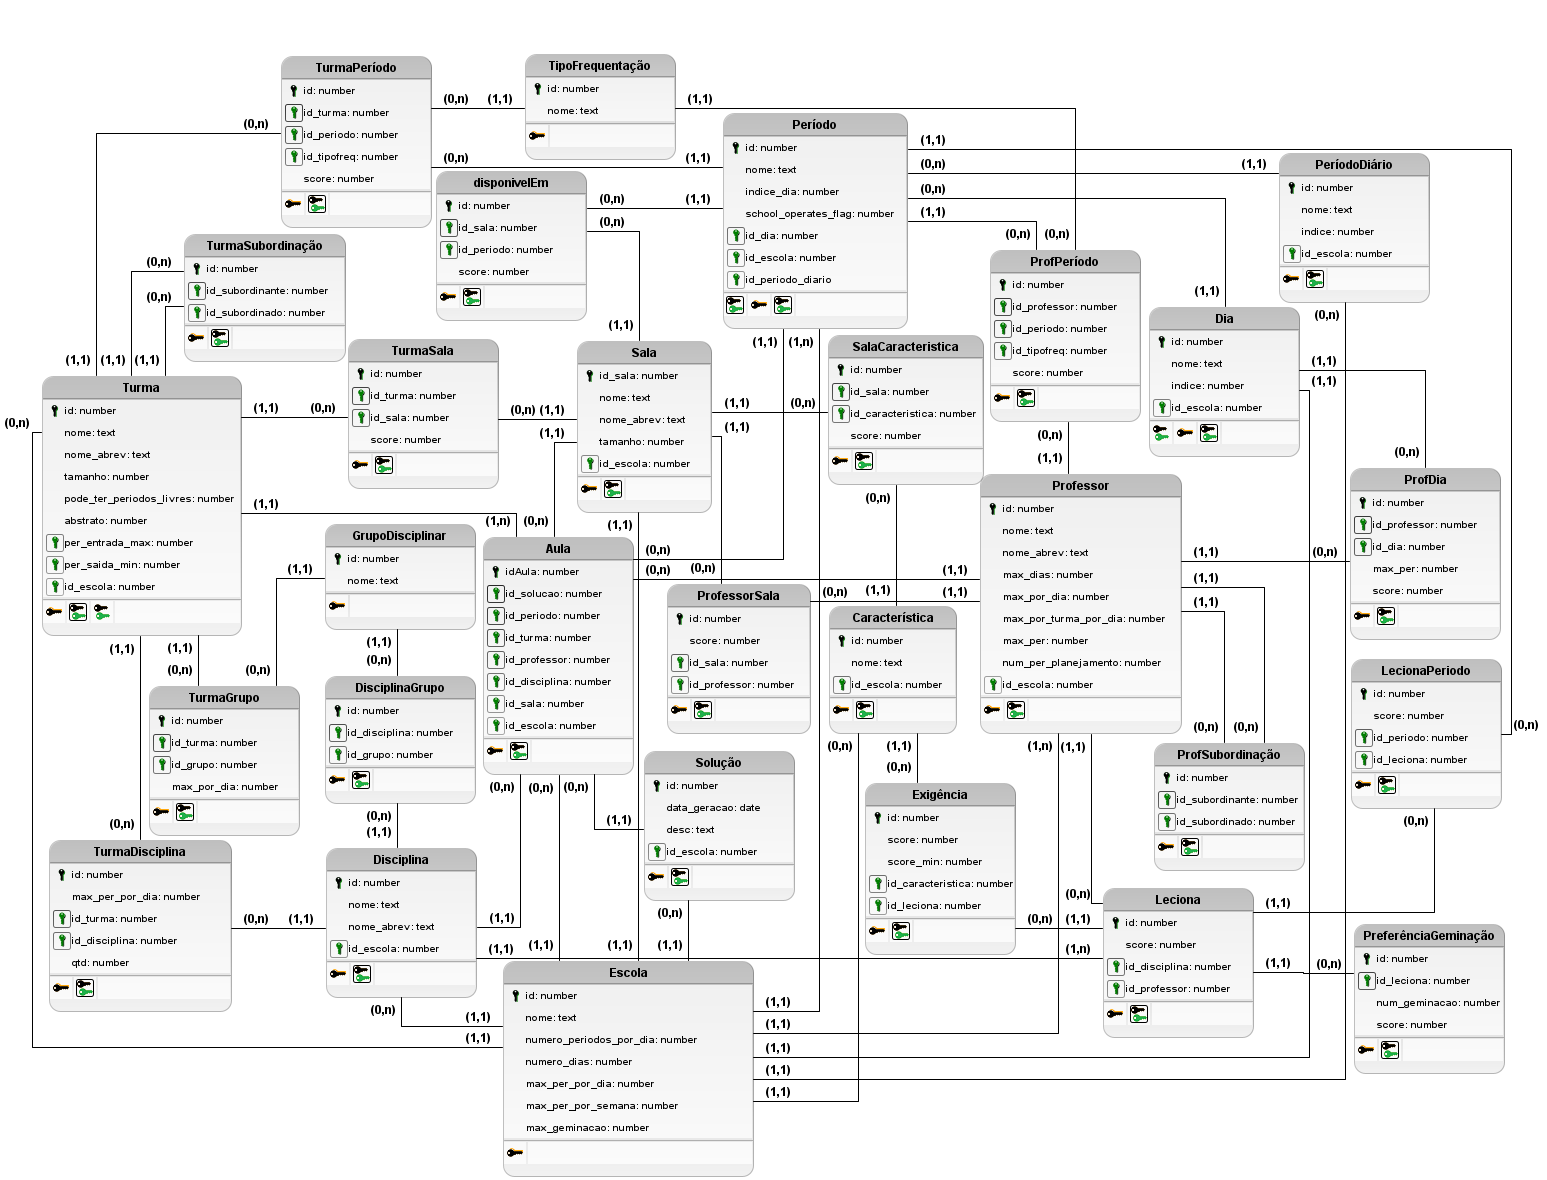 TurmaPeríodo
id: number
id_turma: number
id_periodo: number
id_tipofreq: number
score: number
TipoFrequentação
id: number
nome: text
Período
id: number
nome: text
indice_dia: number
school_operates_flag: number
id_dia: number
id_escola: number
id_periodo_diario
PeríodoDiário
id: number
nome: text
indice: number
id_escola: number
disponivelEm
id: number
id_sala: number
id_periodo: number
score: number
TurmaSubordinação
id: number
id_subordinante: number
id_subordinado: number
ProfPeríodo
id: number
id_professor: number
id_periodo: number
id_tipofreq: number
score: number
Dia
id: number
nome: text
indice: number
id_escola: number
TurmaSala
id: number
id_turma: number
id_sala: number
score: number
Sala
id_sala: number
nome: text
nome_abrev: text
tamanho: number
id_escola: number
SalaCaracteristica
id: number
id_sala: number
id_caracteristica: number
score: number
Turma
id: number
nome: text
nome_abrev: text
tamanho: number
pode_ter_periodos_livres: number
abstrato: number
per_entrada_max: number
per_saida_min: number
id_escola: number
Professor
id: number
nome: text
nome_abrev: text
max_dias: number
max_por_dia: number
max_por_turma_por_dia: number
max_per: number
num_per_planejamento: number
id_escola: number
ProfDia
id: number
id_professor: number
id_dia: number
max_per: number
score: number
GrupoDisciplinar
id: number
nome: text
Aula
idAula: number
id_solucao: number
id_periodo: number
id_turma: number
id_professor: number
id_disciplina: number
id_sala: number
id_escola: number
ProfessorSala
id: number
score: number
id_sala: number
id_professor: number
Característica
id: number
nome: text
id_escola: number
LecionaPeriodo
id: number
score: number
id_periodo: number
id_leciona: number
TurmaGrupo
id: number
id_turma: number
id_grupo: number
max_por_dia: number
DisciplinaGrupo
id: number
id_disciplina: number
id_grupo: number
Solução
id: number
data_geracao: date
desc: text
id_escola: number
ProfSubordinação
id: number
id_subordinante: number
id_subordinado: number
Exigência
id: number
score: number
score_min: number
id_caracteristica: number
id_leciona: number
TurmaDisciplina
id: number
max_per_por_dia: number
id_turma: number
id_disciplina: number
qtd: number
Disciplina
id: number
nome: text
nome_abrev: text
id_escola: number
Leciona
id: number
score: number
id_disciplina: number
id_professor: number
PreferênciaGeminação
id: number
id_leciona: number
num_geminacao: number
score: number
Escola
id: number
nome: text
numero_periodos_por_dia: number
numero_dias: number
max_per_por_dia: number
max_per_por_semana: number
max_geminacao: number
(0,n) (1,1) (1,1)
(0,n)
(1,1)
(0,n) (1,1)
(0,n) (1,1)
(0,n)
(0,n) (1,1)
(0,n)
(1,1)
(0,n) (0,n)
(0,n)
(0,n)
(1,1)
(0,n)
(1,1)
(1,1) (1,n)
(1,1) (1,1) (1,1)
(1,1)
(1,1)
(1,1) (0,n) (0,n) (1,1) (1,1) (0,n)
(0,n)
(1,1) (1,1) (0,n)
(0,n)
(1,1)
(0,n)
(1,1) (1,n) (0,n) (1,1)
(0,n) (1,1) (0,n)
(1,1) (0,n) (0,n) (1,1) (1,1)
(0,n) (1,1) (1,1) (1,1)
(1,1) (1,1) (1,1)
(0,n) (0,n) (0,n)
(0,n) (0,n) (0,n)
(0,n) (1,1) (1,n) (1,1)
(0,n)
(0,n) (0,n) (0,n)
(0,n) (0,n) (1,1) (0,n)
(1,1)
(0,n)
(1,1)
(0,n) (1,1) (1,1) (0,n) (0,n) (1,1)
(1,1) (1,1) (1,1) (1,1) (1,n)
(1,1) (0,n)
(0,n) (1,1) (1,1)
(1,1) (1,1)
(1,1)
(1,1)
(1,1)